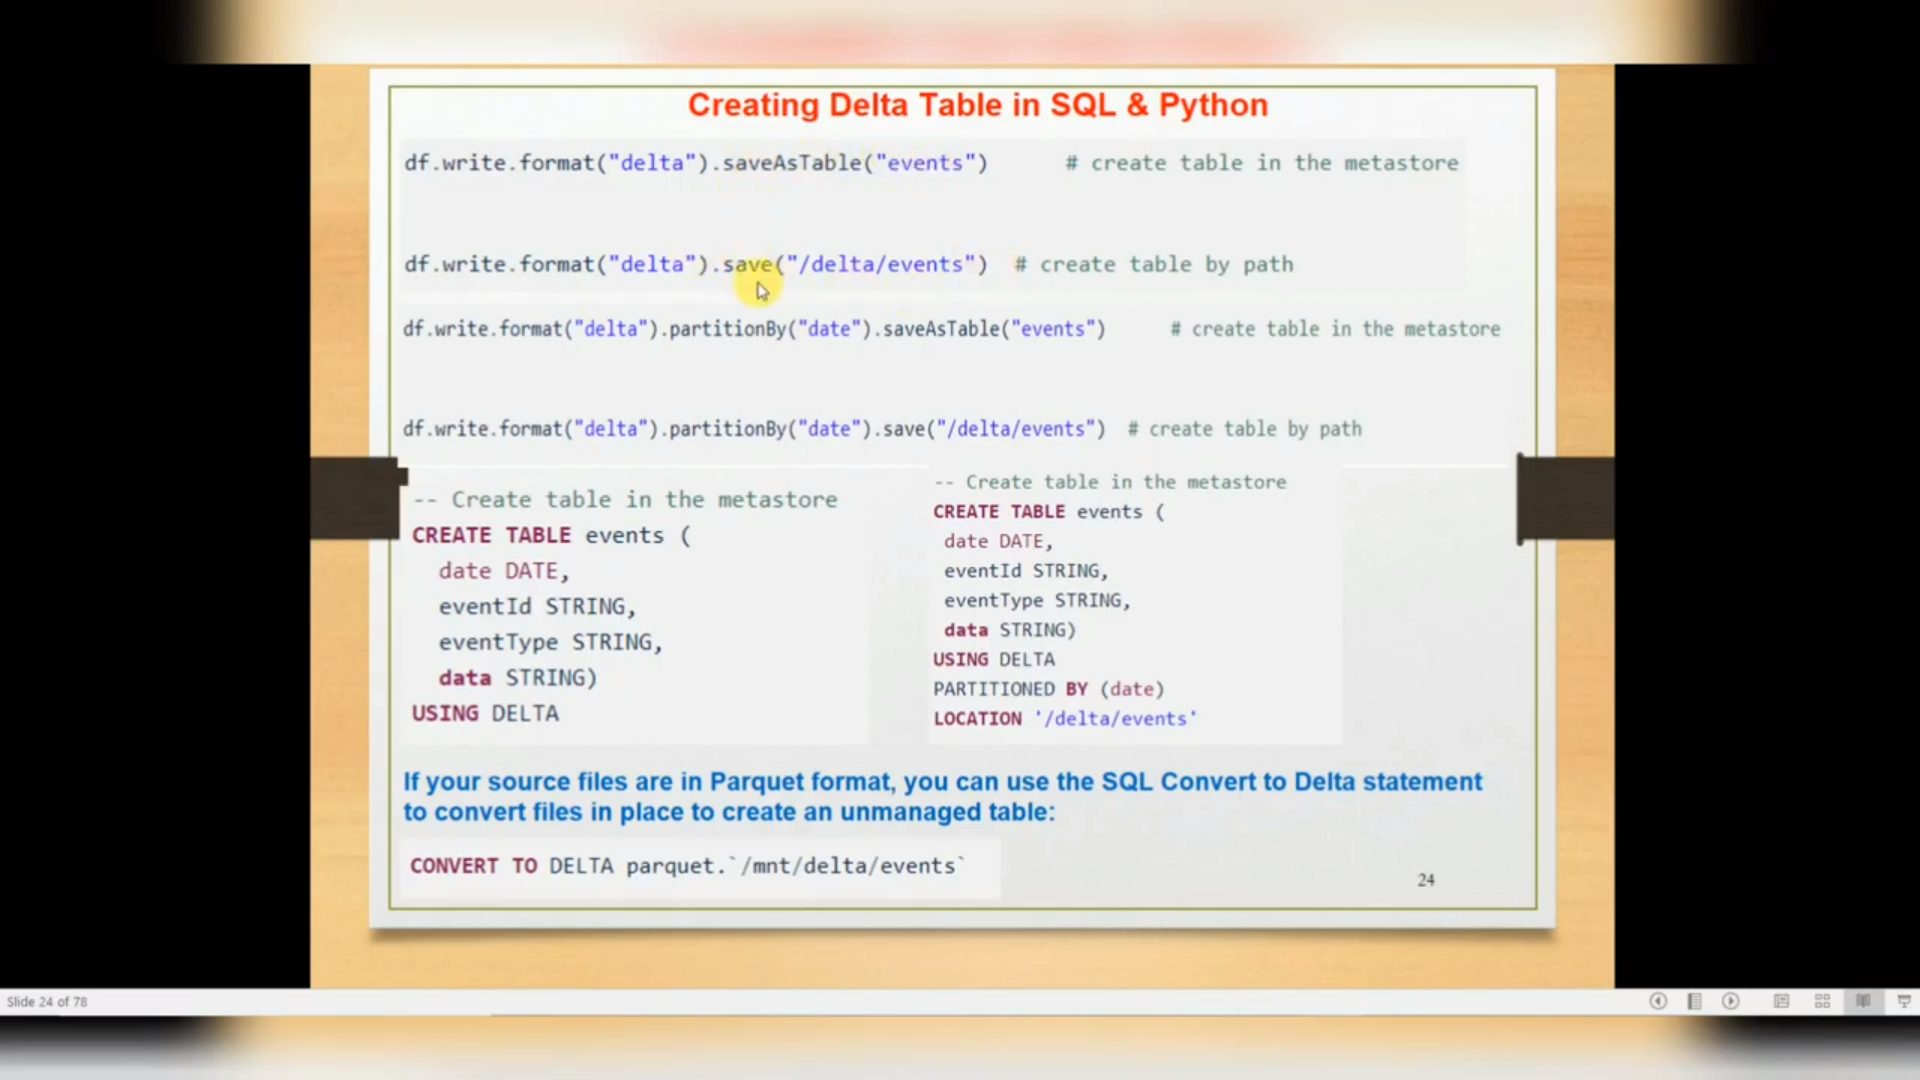 Creating Delta Table in SQL & Python
df.write.format("delta").saveAsTable("events")      # create table in the metastore
df.write.format("delta").save("/delta/events")  # create table by path
df.write.format("delta").partitionBy("date").saveAsTable("events")      # create table in the metastore
df.write.format("delta").partitionBy("date").save("/delta/events")  # create table by path
-- Create table in the metastore
CREATE TABLE events (
date DATE,
eventId STRING,
eventType STRING,
data STRING)
USING DELTA
-- Create table in the metastore
CREATE TABLE events (
date DATE,
eventId STRING,
eventType STRING,
data STRING)
USING DELTA
PARTITIONED BY (date)
LOCATION '/delta/events'
If your source files are in Parquet format, you can use the SQL Convert to Delta statement
to convert files in place to create an unmanaged table:
CONVERT TO DELTA parquet.`/mnt/delta/events`
24
Slide 24 of 78